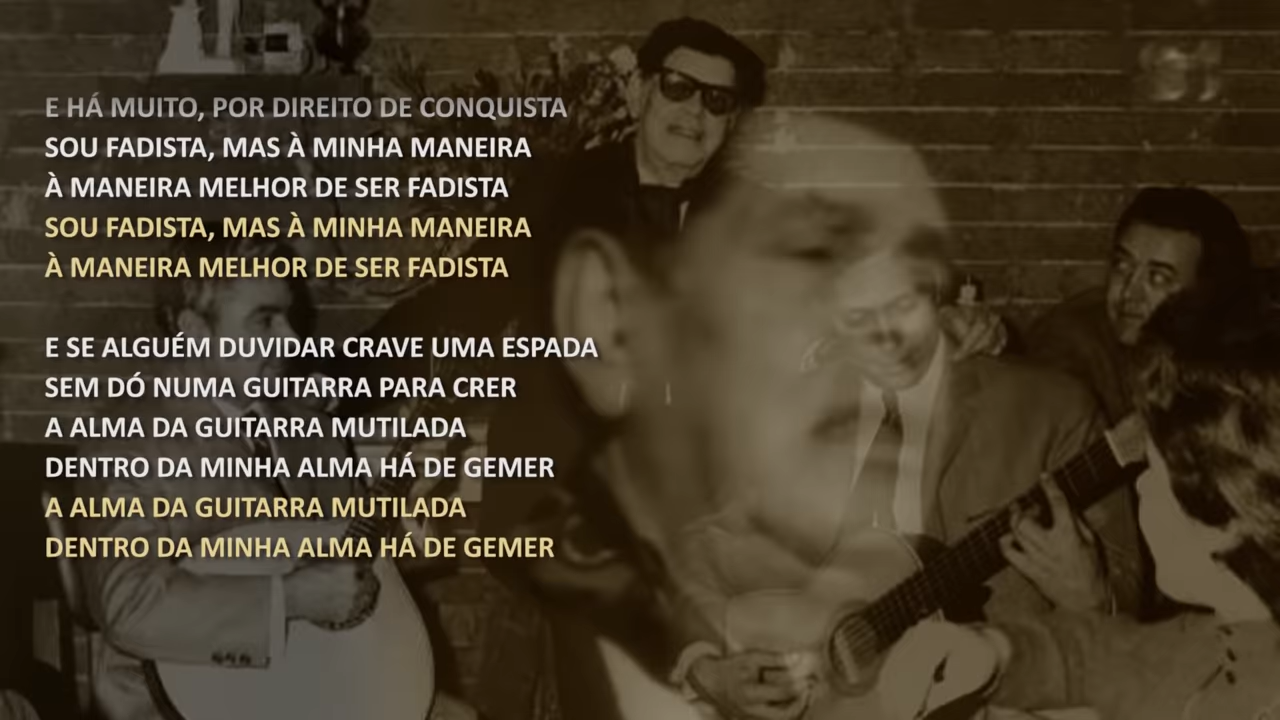 E HÁ MUITO, POR DIREITO DE CONQUISTA
SOU FADISTA, MAS À MINHA MANEIRA
À MANEIRA MELHOR DE SER FADISTA
SOU FADISTA, MAS À MINHA MANEIRA
À MANEIRA MELHOR DE SER FADISTA
E SE ALGUÉM DUVIDAR CRAVE UMA ESPADA
SEM DÓ NUMA GUITARRA PARA CRER
A ALMA DA GUITARRA MUTILADA
DENTRO DA MINHA ALMA HÁ DE GEMER
A ALMA DA GUITARRA MUTILADA
DENTRO DA MINHA ALMA HÁ DE GEMER